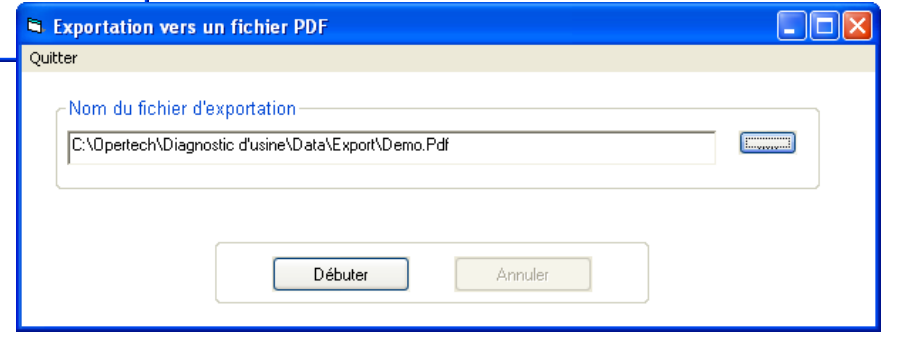 Exportation vers un fichier PDF
Quitter
Nom du fichier d'exportation
C:\Opertech\Diagnostic d'usine\Data\Export\Demo.Pdf
Débuter
Annuler